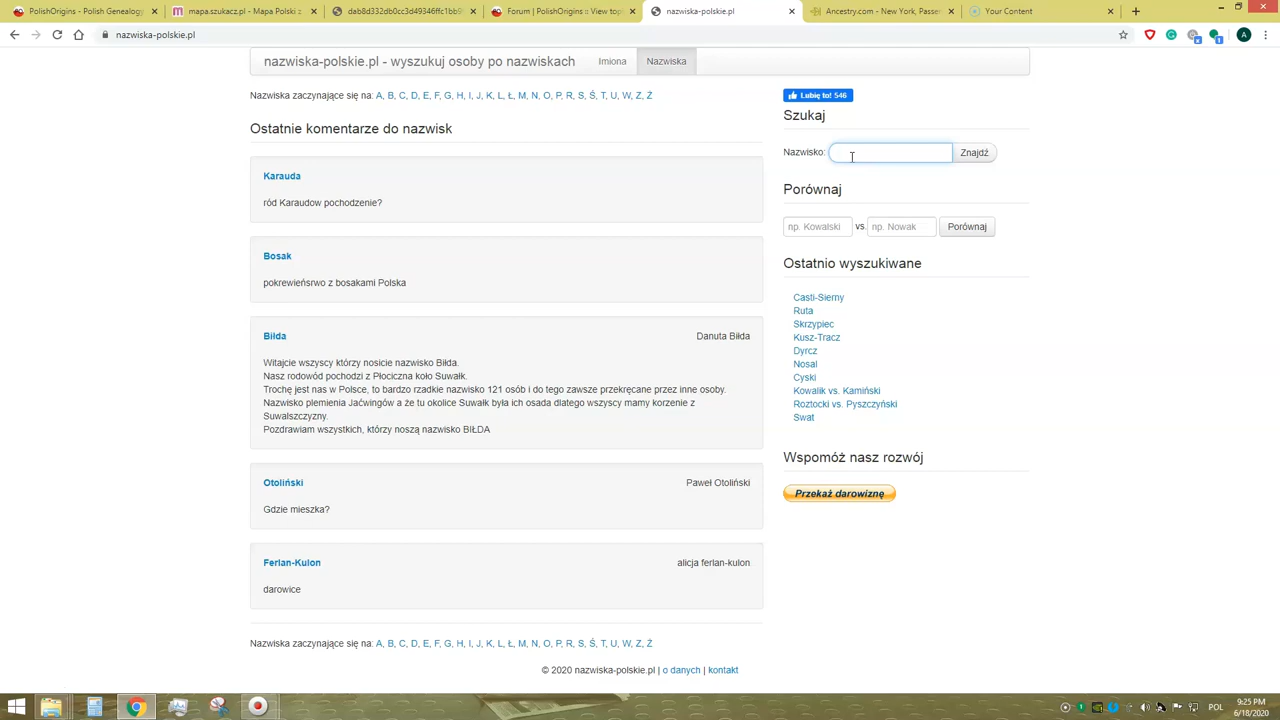 PolishOrigins - Polish Genealogy
mapa.szukacz.pl - Mapa Polski z
dab8d332db0cc3d49346ffc1b
Forum | PolishOrigins :: View top
nazwiska-polskie.pl
Ancestry.com - New York, Passe
Your Content
nazwiska-polskie.pl
nazwiska-polskie.pl - wyszukuj osoby po nazwiskach
Imiona
Nazwiska
Nazwiska zaczynające się na: A, B, C, D, E, F, G, H, I, J, K, L, Ł, M, N, O, P, R, S, Ś, T, U, W, Z, Ż
Ostatnie komentarze do nazwisk
Karauda
ród Karaudow pochodzenie?
Bosak
pokrewieńsrwo z bosakami Polska
Biłda
Danuta Biłda
Witajcie wszyscy którzy nosicie nazwisko Biłda.
Nasz rodowód pochodzi z Płociczna koło Suwałk.
Trochę jest nas w Polsce, to bardzo rzadkie nazwisko 121 osób i do tego zawsze przekręcane przez inne osoby.
Nazwisko plemienia Jaćwingów a że tu okolice Suwałk była ich osada dlatego wszyscy mamy korzenie z
Suwalszczyzny.
Pozdrawiam wszystkich, którzy noszą nazwisko BIŁDA
Otoliński
Paweł Otoliński
Gdzie mieszka?
Ferlan-Kulon
alicja ferlan-kulon
darowice
Nazwiska zaczynające się na: A, B, C, D, E, F, G, H, I, J, K, L, Ł, M, N, O, P, R, S, Ś, T, U, W, Z, Ż
© 2020 nazwiska-polskie.pl | o danych | kontakt
Lubię to! 546
Szukaj
Nazwisko:
Znajdź
Porównaj
np. Kowalski vs. np. Nowak Porównaj
Ostatnio wyszukiwane
Casti-Sierny
Ruta
Skrzypiec
Kusz-Tracz
Dyrcz
Nosal
Cyski
Kowalik vs. Kamiński
Roztocki vs. Pyszczyński
Swat
Wspomóż nasz rozwój
Przekaż darowiznę
POL
9:25 PM
6/18/2020